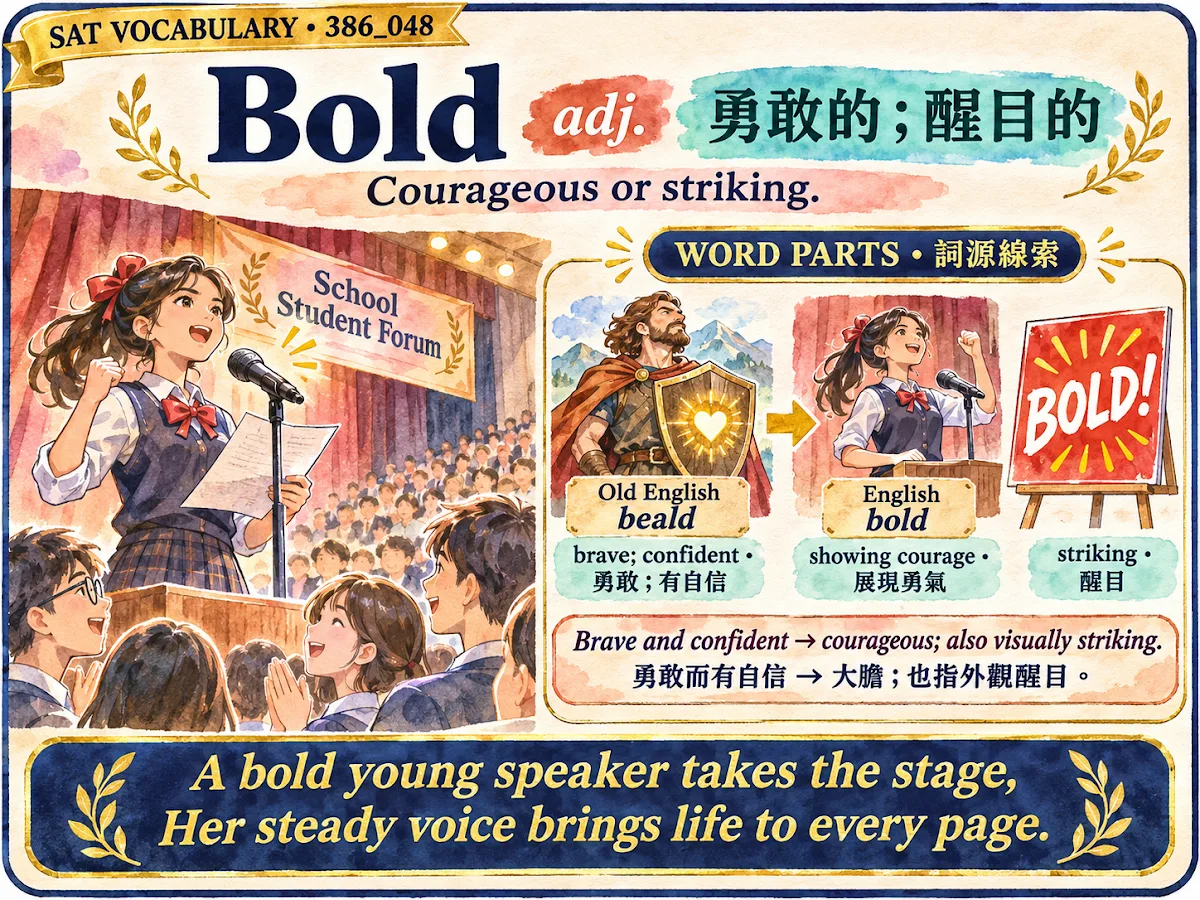 SAT VOCABULARY • 386_048
Bold
adj.
勇敢的；醒目的
Courageous or striking.
School
Student Forum
WORD PARTS • 詞源線索
Old English
beald
brave; confident •
勇敢；有自信
English
bold
showing courage •
展現勇氣
BOLD!
striking •
醒目
Brave and confident → courageous; also visually striking.
勇敢而有自信 → 大膽；也指外觀醒目。
A bold young speaker takes the stage,
Her steady voice brings life to every page.